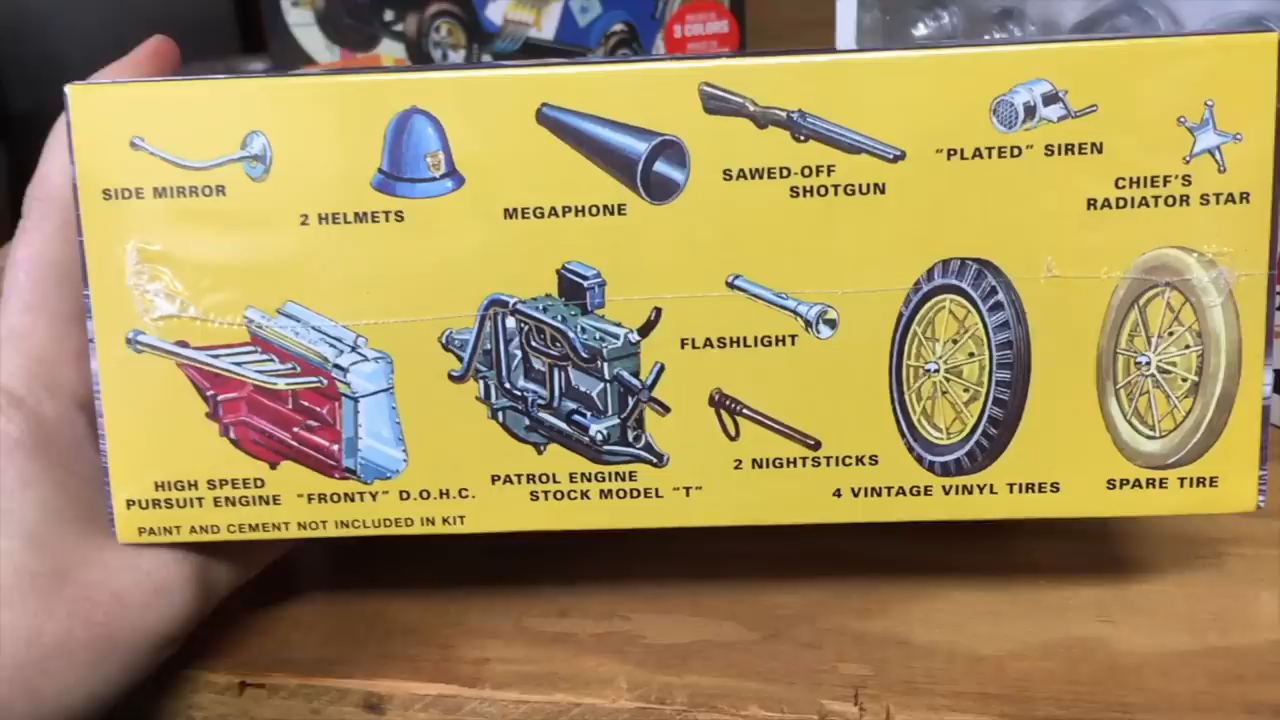 3 COLORS
SIDE MIRROR
2 HELMETS
MEGAPHONE
SAWED-OFF
SHOTGUN
"PLATED" SIREN
CHIEF'S
RADIATOR STAR
HIGH SPEED
PURSUIT ENGINE "FRONTY" D.O.H.C.
PATROL ENGINE
STOCK MODEL "T"
FLASHLIGHT
2 NIGHTSTICKS
4 VINTAGE VINYL TIRES
SPARE TIRE
PAINT AND CEMENT NOT INCLUDED IN KIT